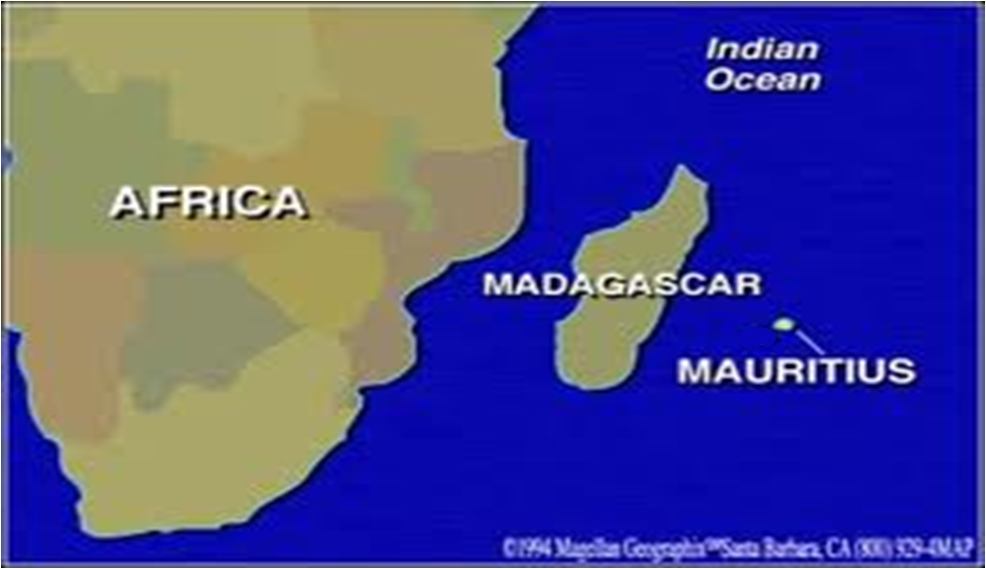 Indian
Ocean
AFRICA
MADAGASCAR
MAURITIUS
©1994 Magellan Geographix℠Santa Barbara, CA (800) 929-4MAP